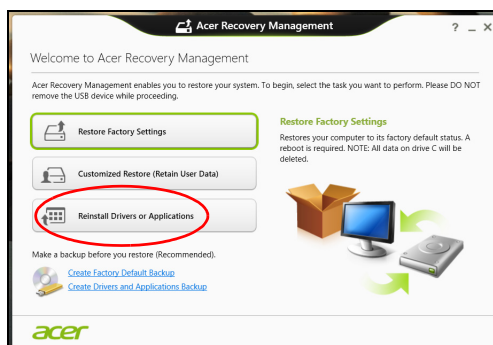 Acer Recovery Management
? _ X
Welcome to Acer Recovery Management
Acer Recovery Management enables you to restore your system. To begin, select the task you want to perform. Please DO NOT
remove the USB device while proceeding.
Restore Factory Settings
Customized Restore (Retain User Data)
Reinstall Drivers or Applications
Restore Factory Settings
Restores your computer to its factory default status. A
reboot is required. NOTE: All data on drive C will be
deleted.
Make a backup before you restore (Recommended).
Create Factory Default Backup
Create Drivers and Applications Backup
acer